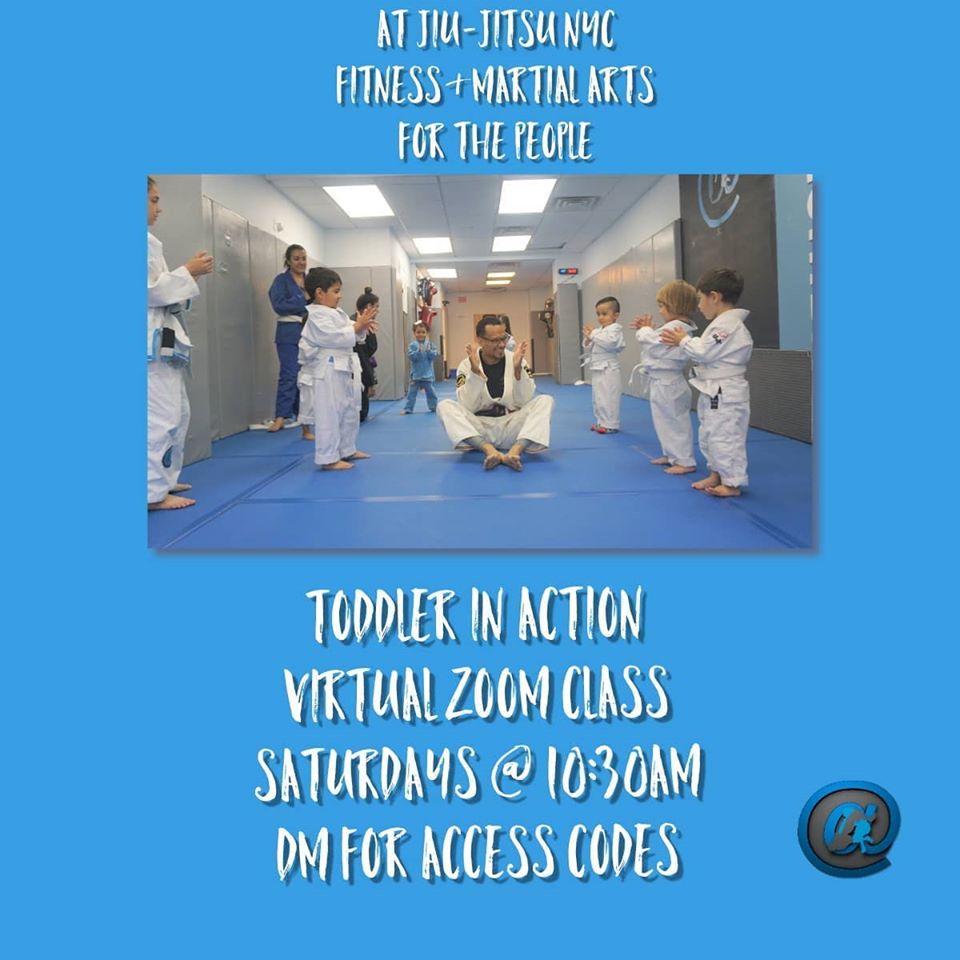 AT JIU-JITSU NYC
FITNESS+MARTIAL ARTS
FOR THE PEOPLE
TODDLER IN ACTION
VIRTUAL ZOOM CLASS
SATURDAYS @ 10:30AM
DM FOR ACCESS CODES